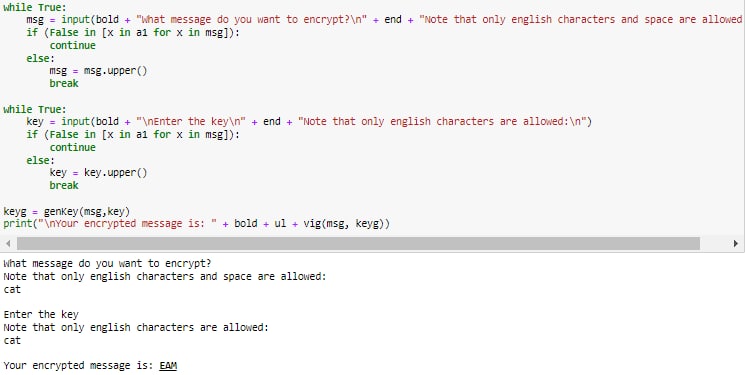 while True:
    msg = input(bold + "What message do you want to encrypt?\n" + end + "Note that only english characters and space are allowed
    if (False in [x in a1 for x in msg]):
        continue
    else:
        msg = msg.upper()
        break

while True:
    key = input(bold + "\nEnter the key\n" + end + "Note that only english characters are allowed:\n")
    if (False in [x in a1 for x in msg]):
        continue
    else:
        key = key.upper()
        break

keyg = genKey(msg,key)
print("\nYour encrypted message is: " + bold + ul + vig(msg, keyg))
What message do you want to encrypt?
Note that only english characters and space are allowed:
cat

Enter the key
Note that only english characters are allowed:
cat

Your encrypted message is: EAM